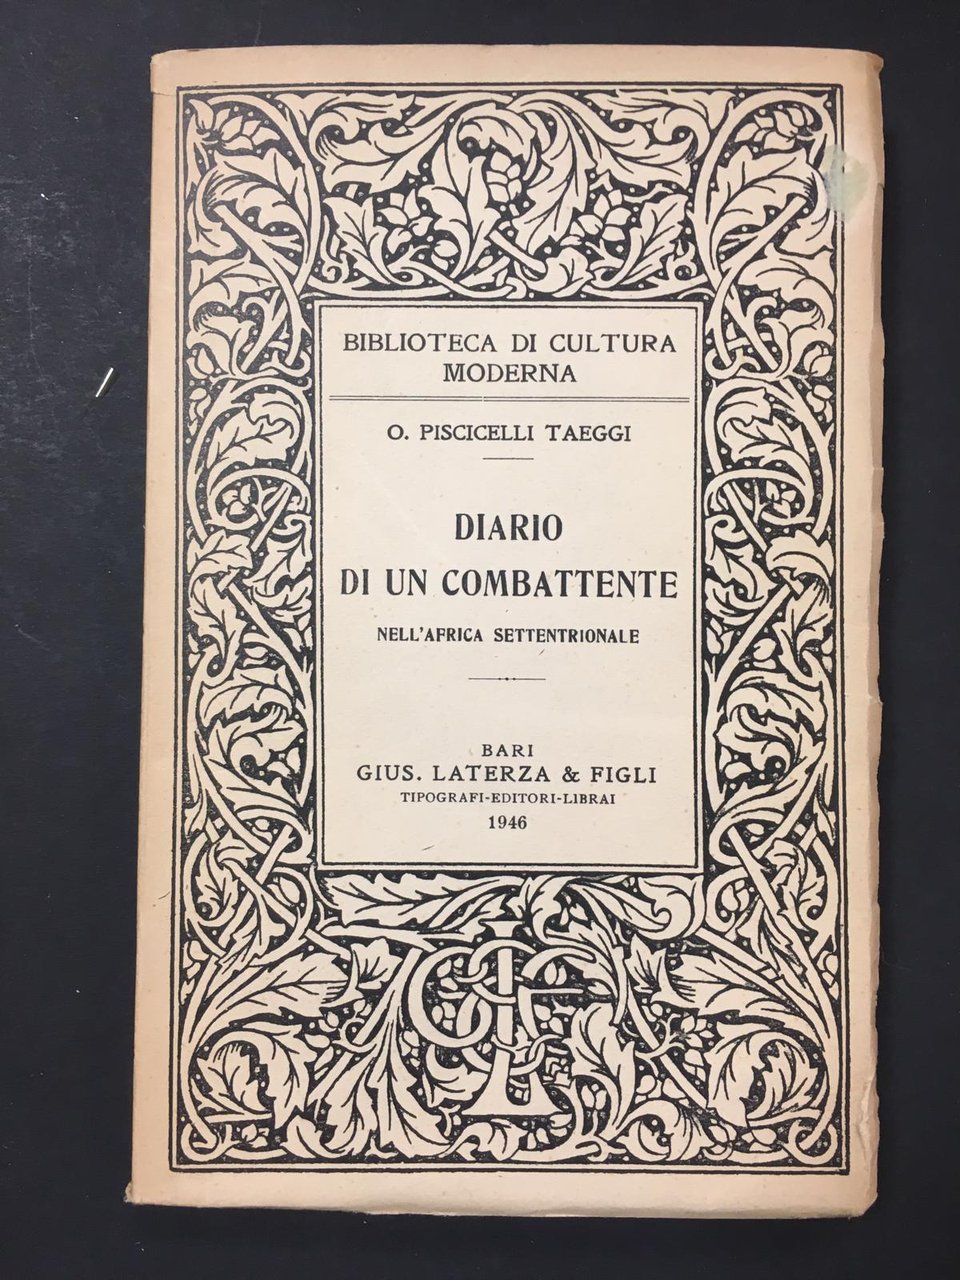 BIBLIOTECA DI CULTURA
MODERNA
O. PISCICELLI TAEGGI
DIARIO
DI UN COMBATTENTE
NELL'AFRICA SETTENTRIONALE
BARI
GIUS. LATERZA & FIGLI
TIPOGRAFI-EDITORI-LIBRAI
1946